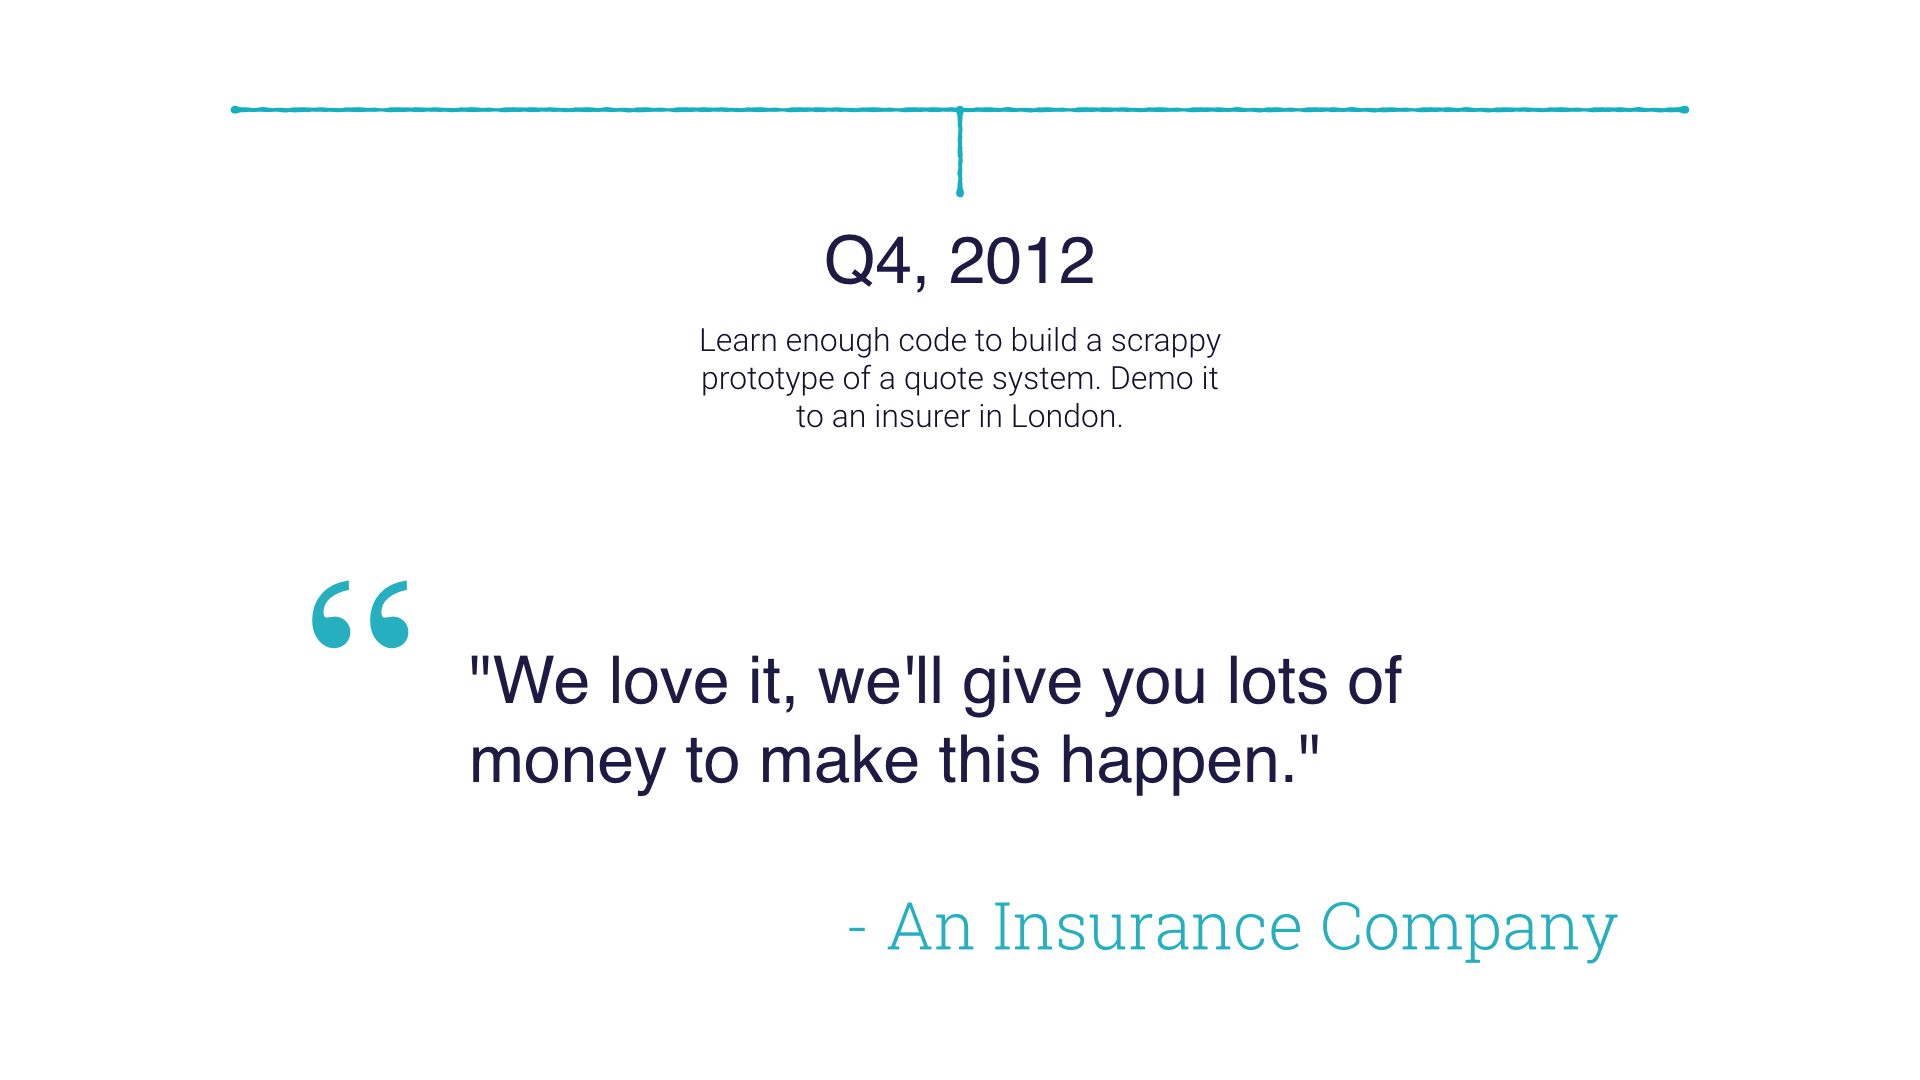 Q4, 2012
Learn enough code to build a scrappy
prototype of a quote system. Demo it
to an insurer in London.
“
"We love it, we'll give you lots of
money to make this happen."
- An Insurance Company